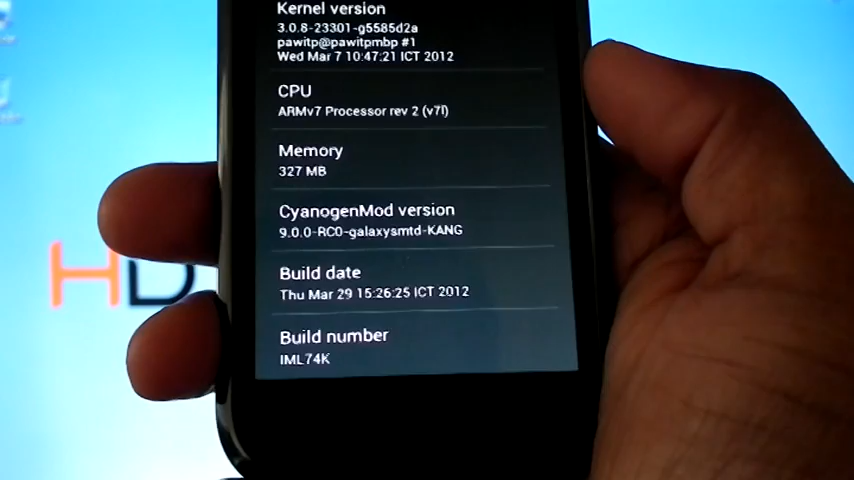 Kernel version
3.0.8-23301-g5585d2a
pawitp@pawitpmbp #1
Wed Mar 7 10:47:21 ICT 2012
CPU
ARMv7 Processor rev 2 (v7l)
Memory
327 MB
CyanogenMod version
9.0.0-RC0-galaxysmtd-KANG
Build date
Thu Mar 29 15:26:25 ICT 2012
Build number
IML74K
HD